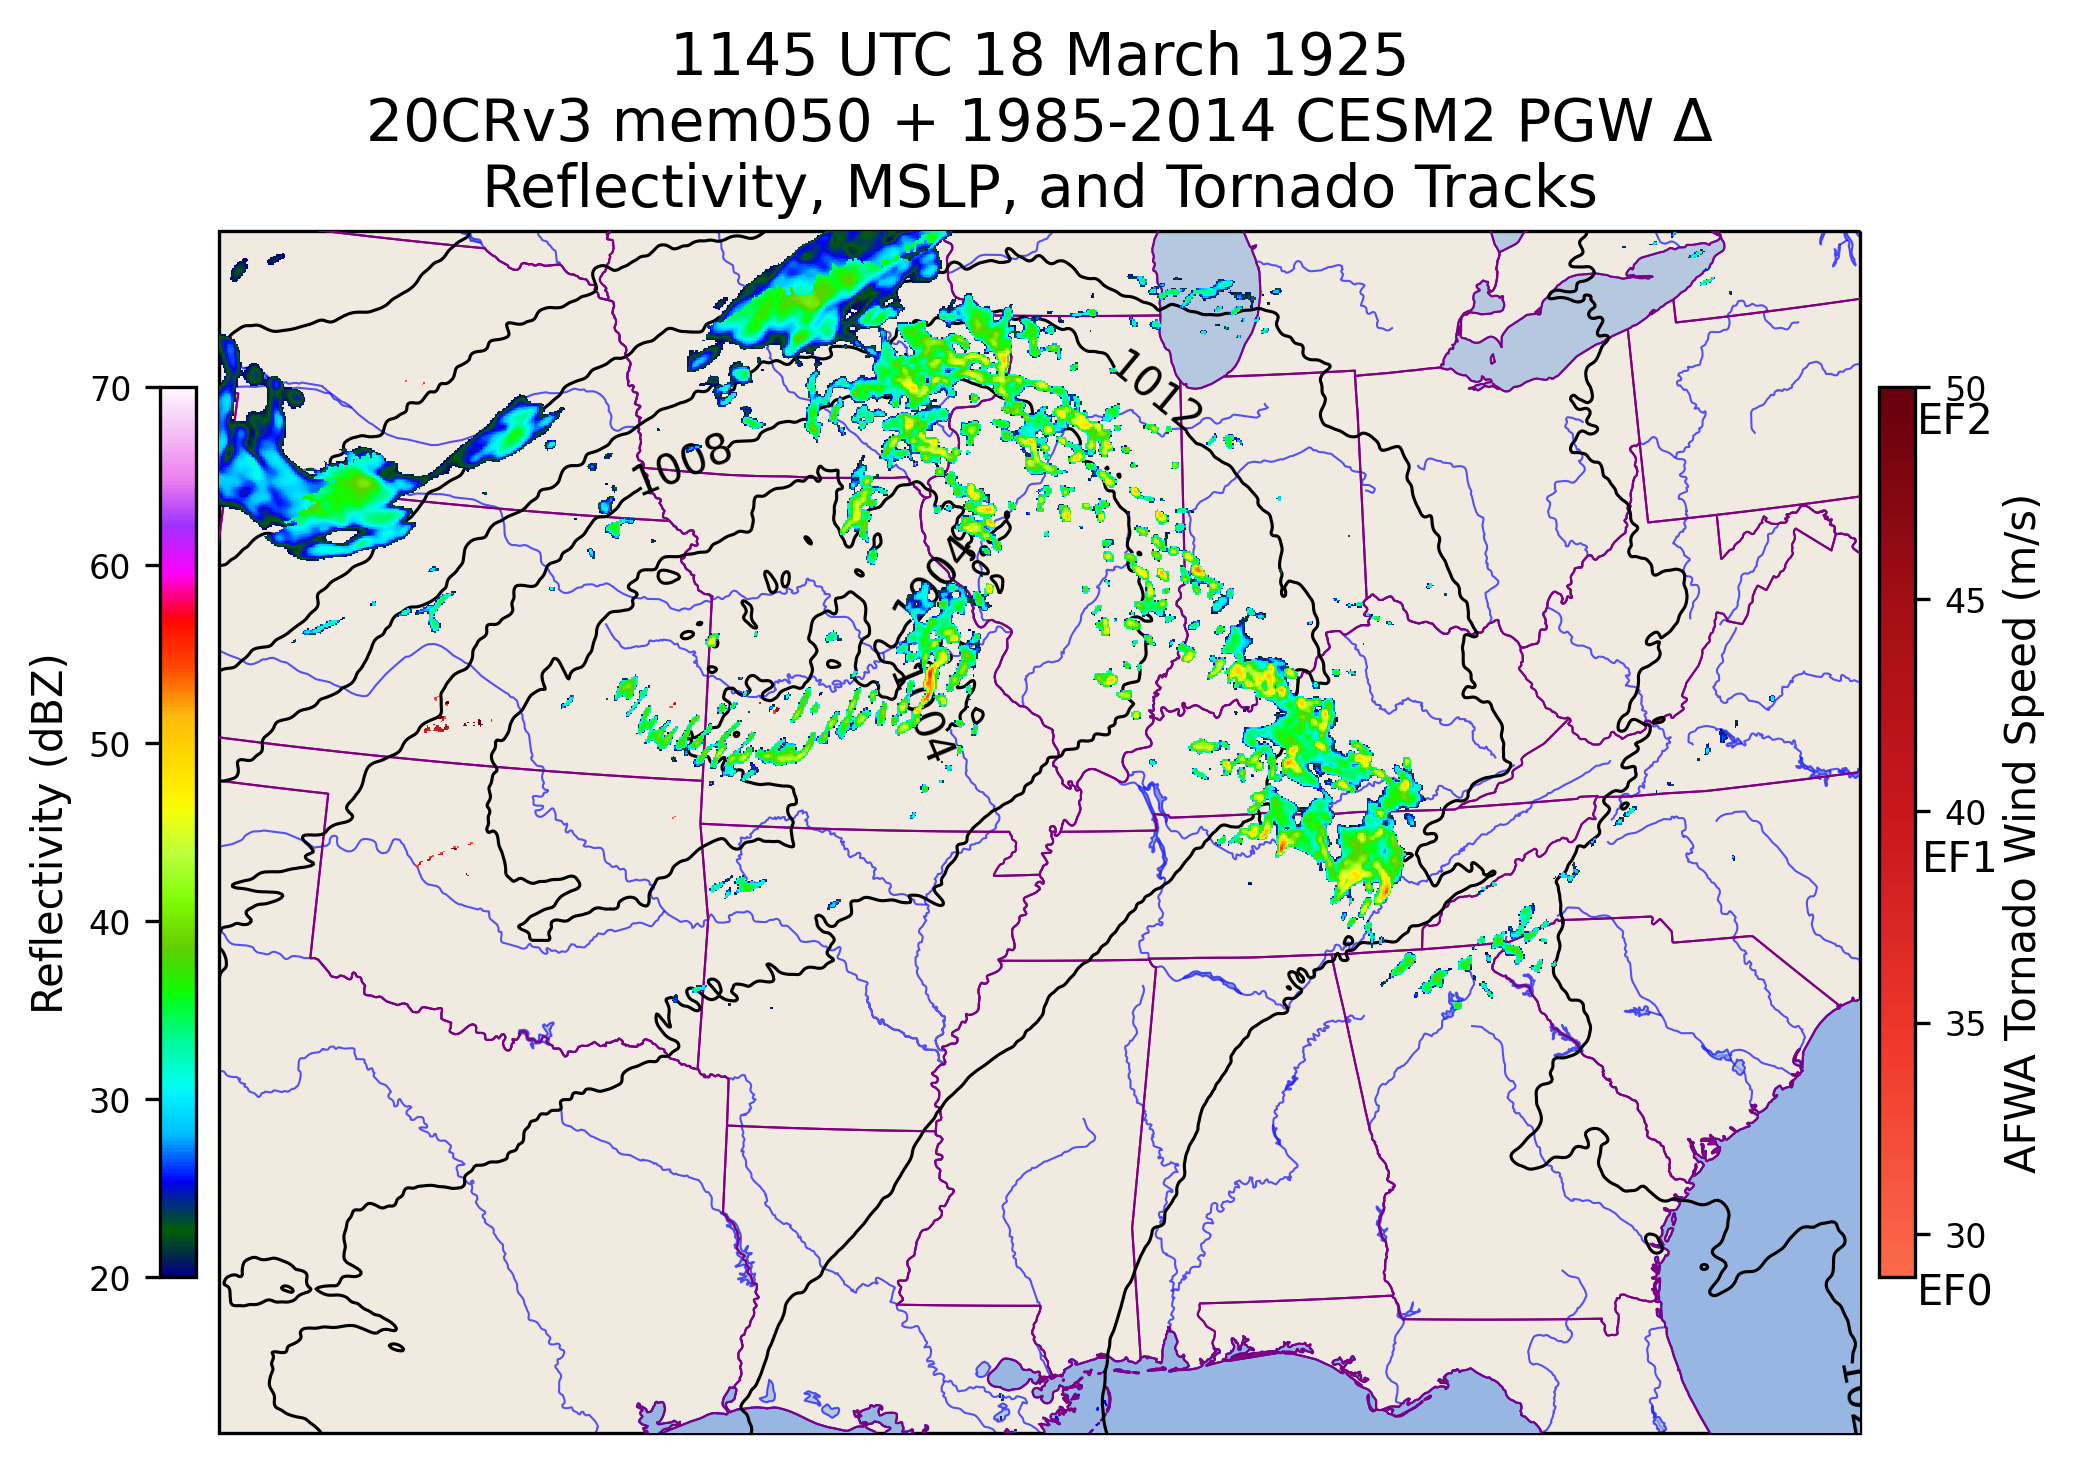 1145 UTC 18 March 1925
20CRv3 mem050 + 1985-2014 CESM2 PGW Δ
Reflectivity, MSLP, and Tornado Tracks
70
60
50
40
30
20
Reflectivity (dBZ)
1012
1008
1004
1004
50
EF2
45
40
EF1
35
30
EF0
AFWA Tornado Wind Speed (m/s)